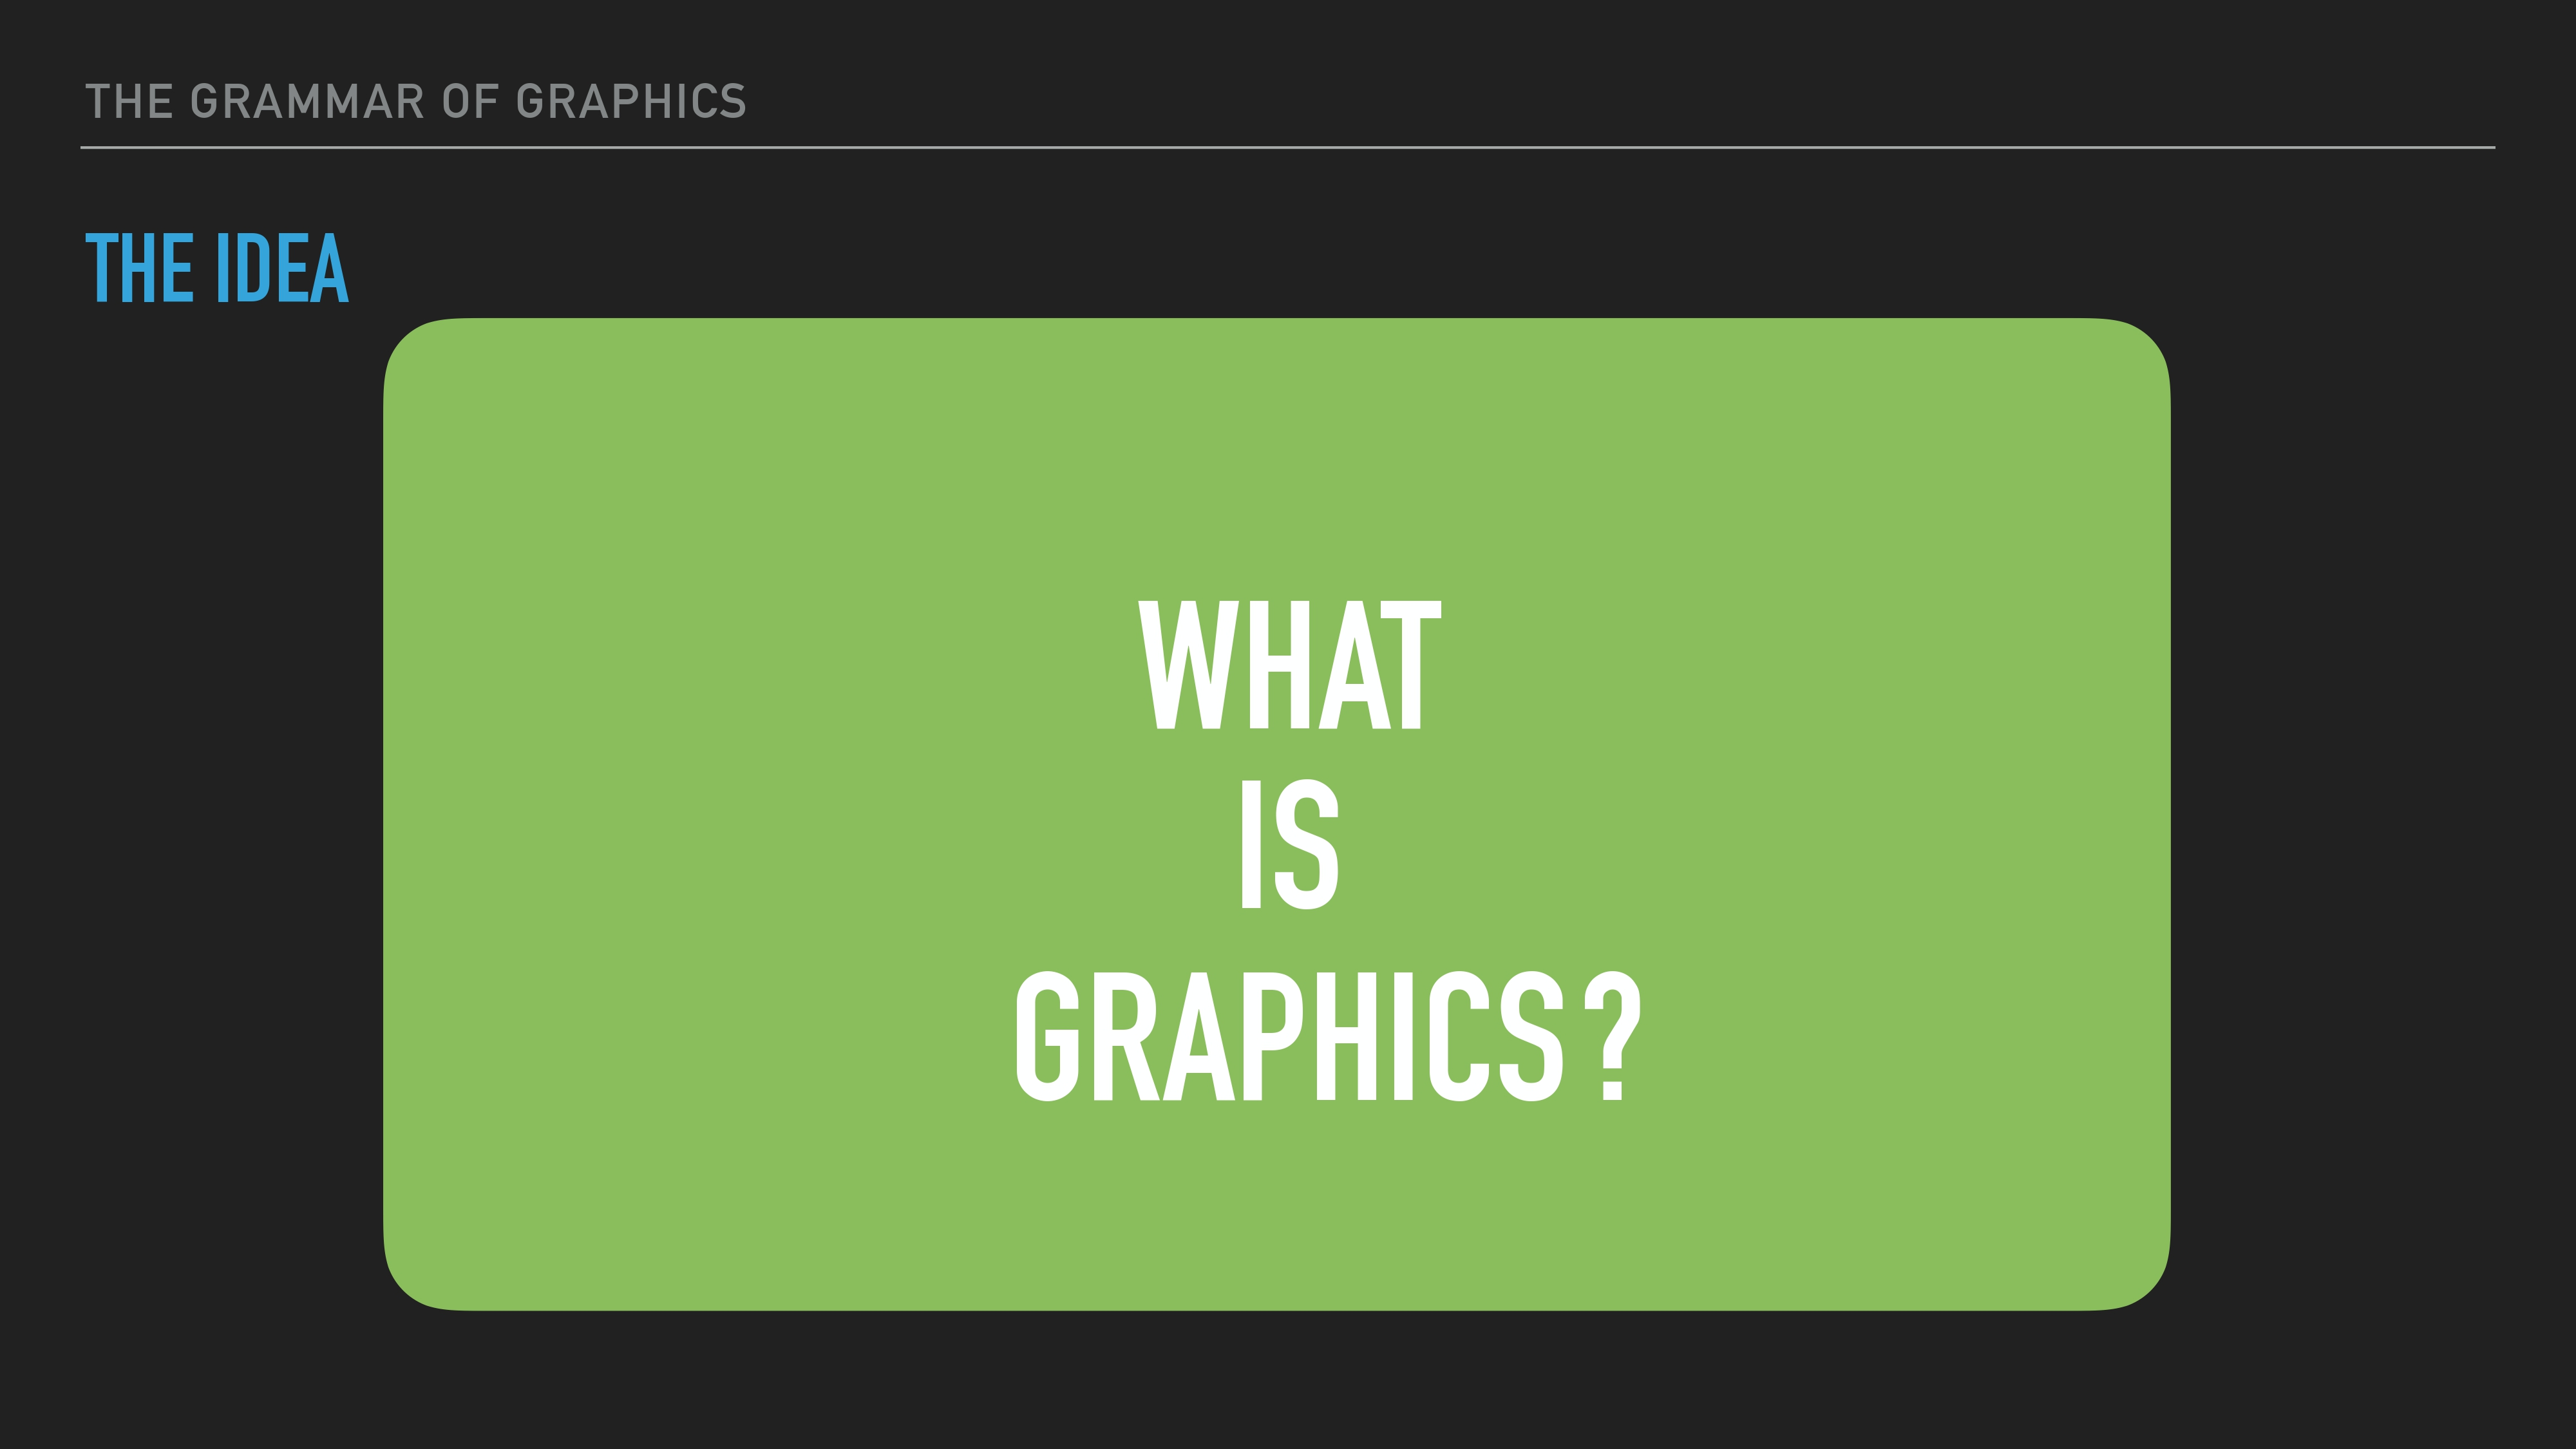 THE GRAMMAR OF GRAPHICS
THE IDEA
WHAT
IS
GRAPHICS?